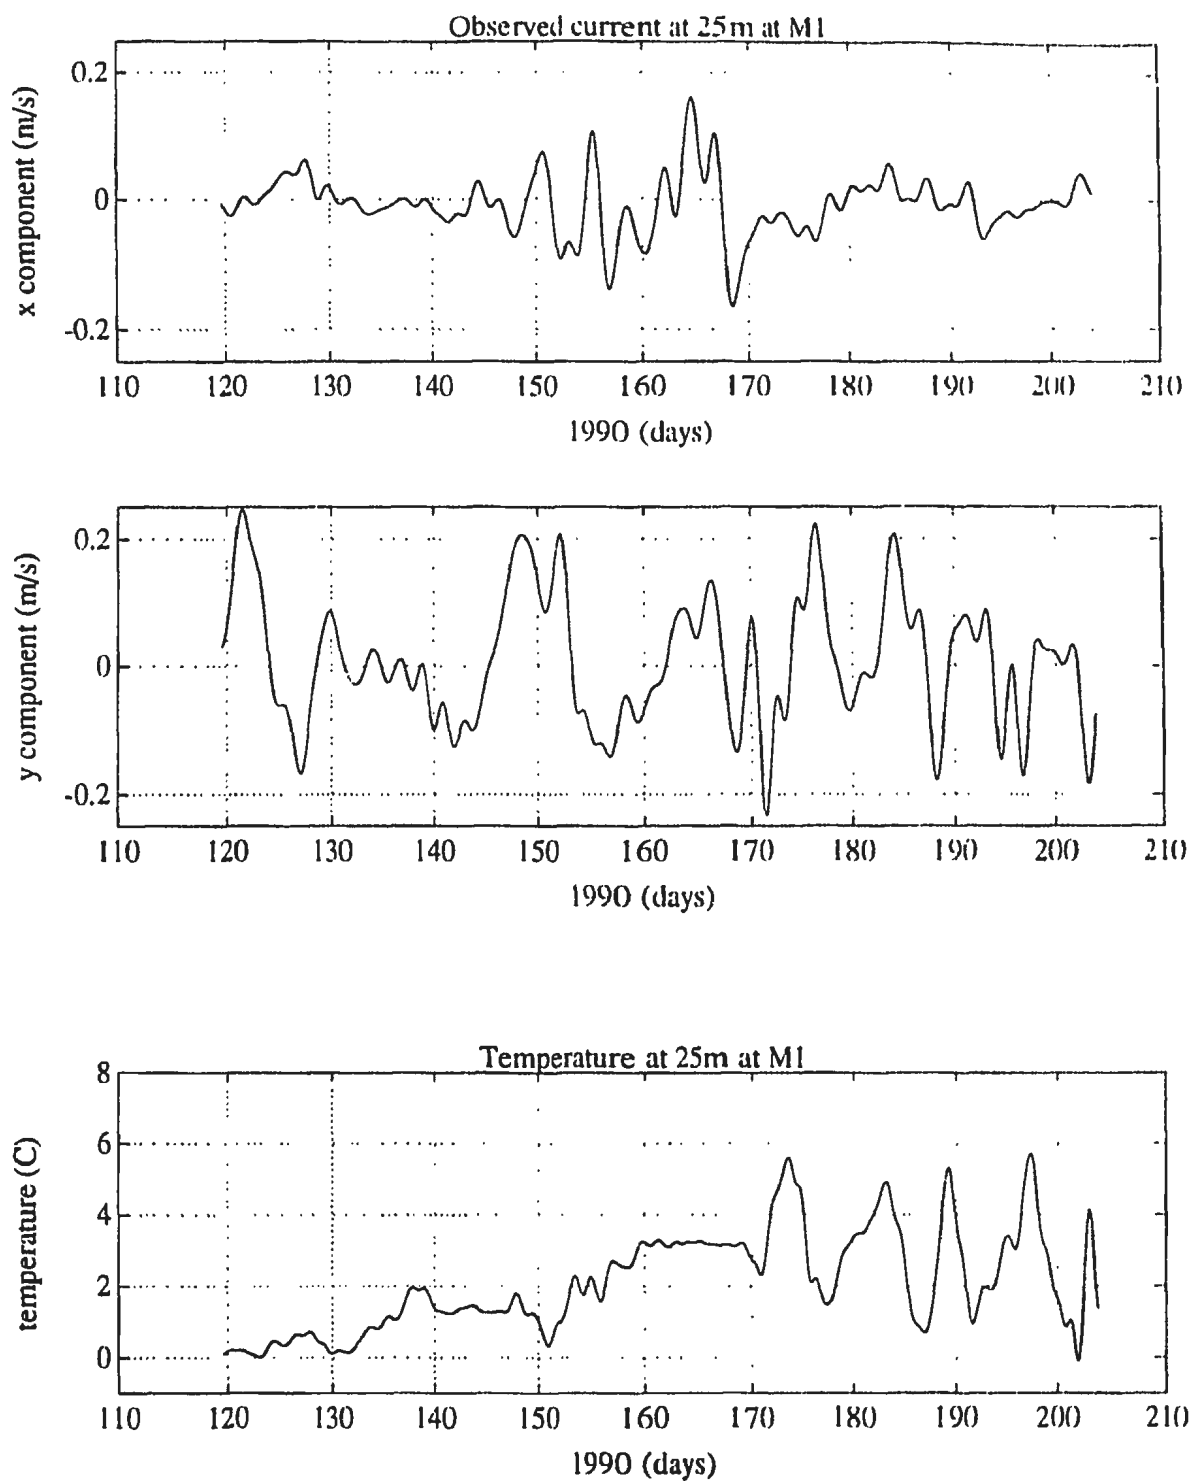 Observed current at 25m at M1
x component (m/s)
0.2
0
-0.2
110 120 130 140 150 160 170 180 190 200 210
1990 (days)
y component (m/s)
0.2
0
-0.2
110 120 130 140 150 160 170 180 190 200 210
1990 (days)
Temperature at 25m at M1
temperature (C)
8
6
4
2
0
110 120 130 140 150 160 170 180 190 200 210
1990 (days)